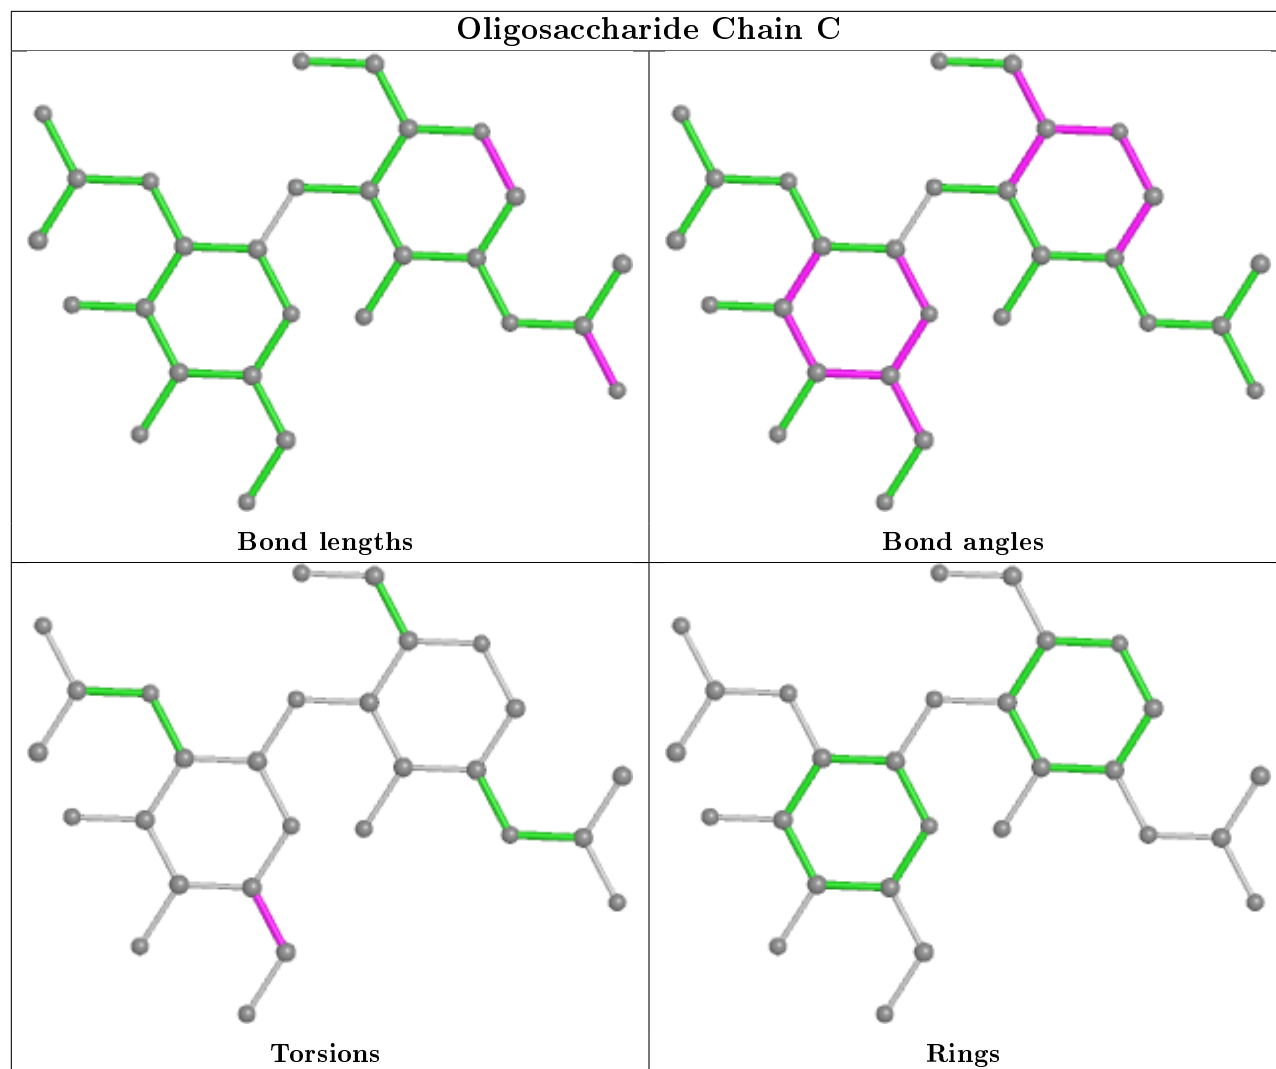 Oligosaccharide Chain C
Bond lengths
Bond angles
Torsions
Rings